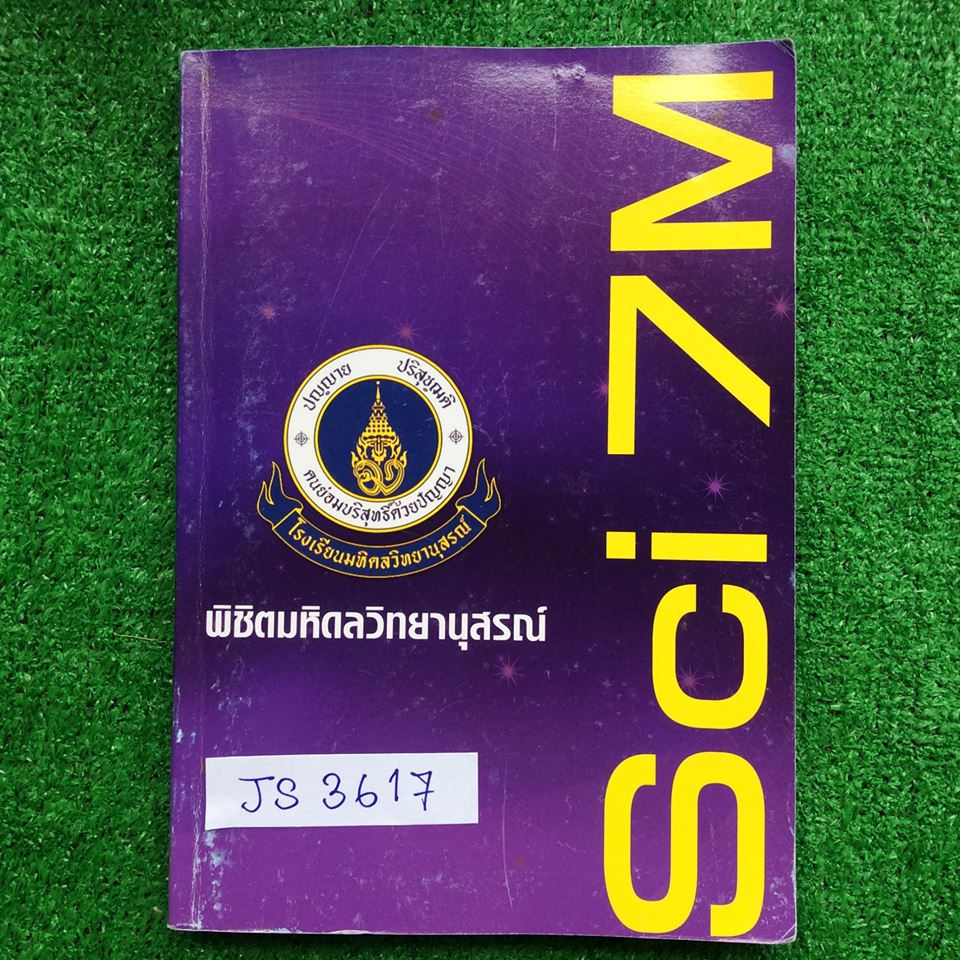 Sci 7M
ปญฺญาย ปริสุชฺฌติ
คนย่อมบริสุทธิ์ด้วยปัญญา
โรงเรียนมหิดลวิทยานุสรณ์
พิชิตมหิดลวิทยานุสรณ์
JS 3617